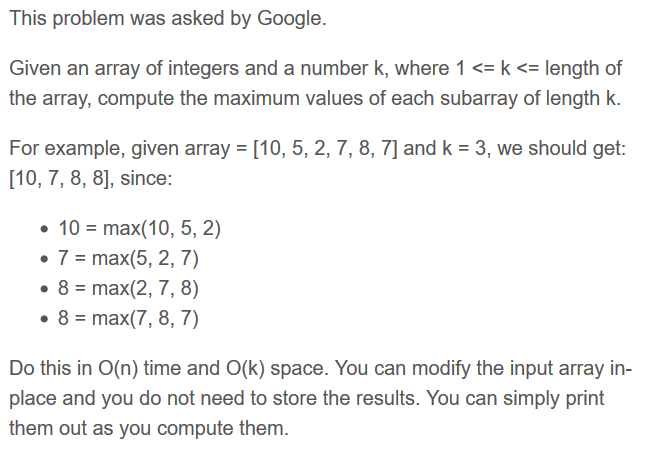 This problem was asked by Google.
Given an array of integers and a number k, where 1 <= k <= length of
the array, compute the maximum values of each subarray of length k.
For example, given array = [10, 5, 2, 7, 8, 7] and k = 3, we should get:
[10, 7, 8, 8], since:
• 10 = max(10, 5, 2)
• 7 = max(5, 2, 7)
• 8 = max(2, 7, 8)
• 8 = max(7, 8, 7)
Do this in O(n) time and O(k) space. You can modify the input array in-
place and you do not need to store the results. You can simply print
them out as you compute them.